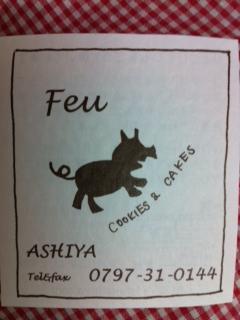 Feu
COOKIES & CAKES
ASHIYA
Tel&fax 0797-31-0144